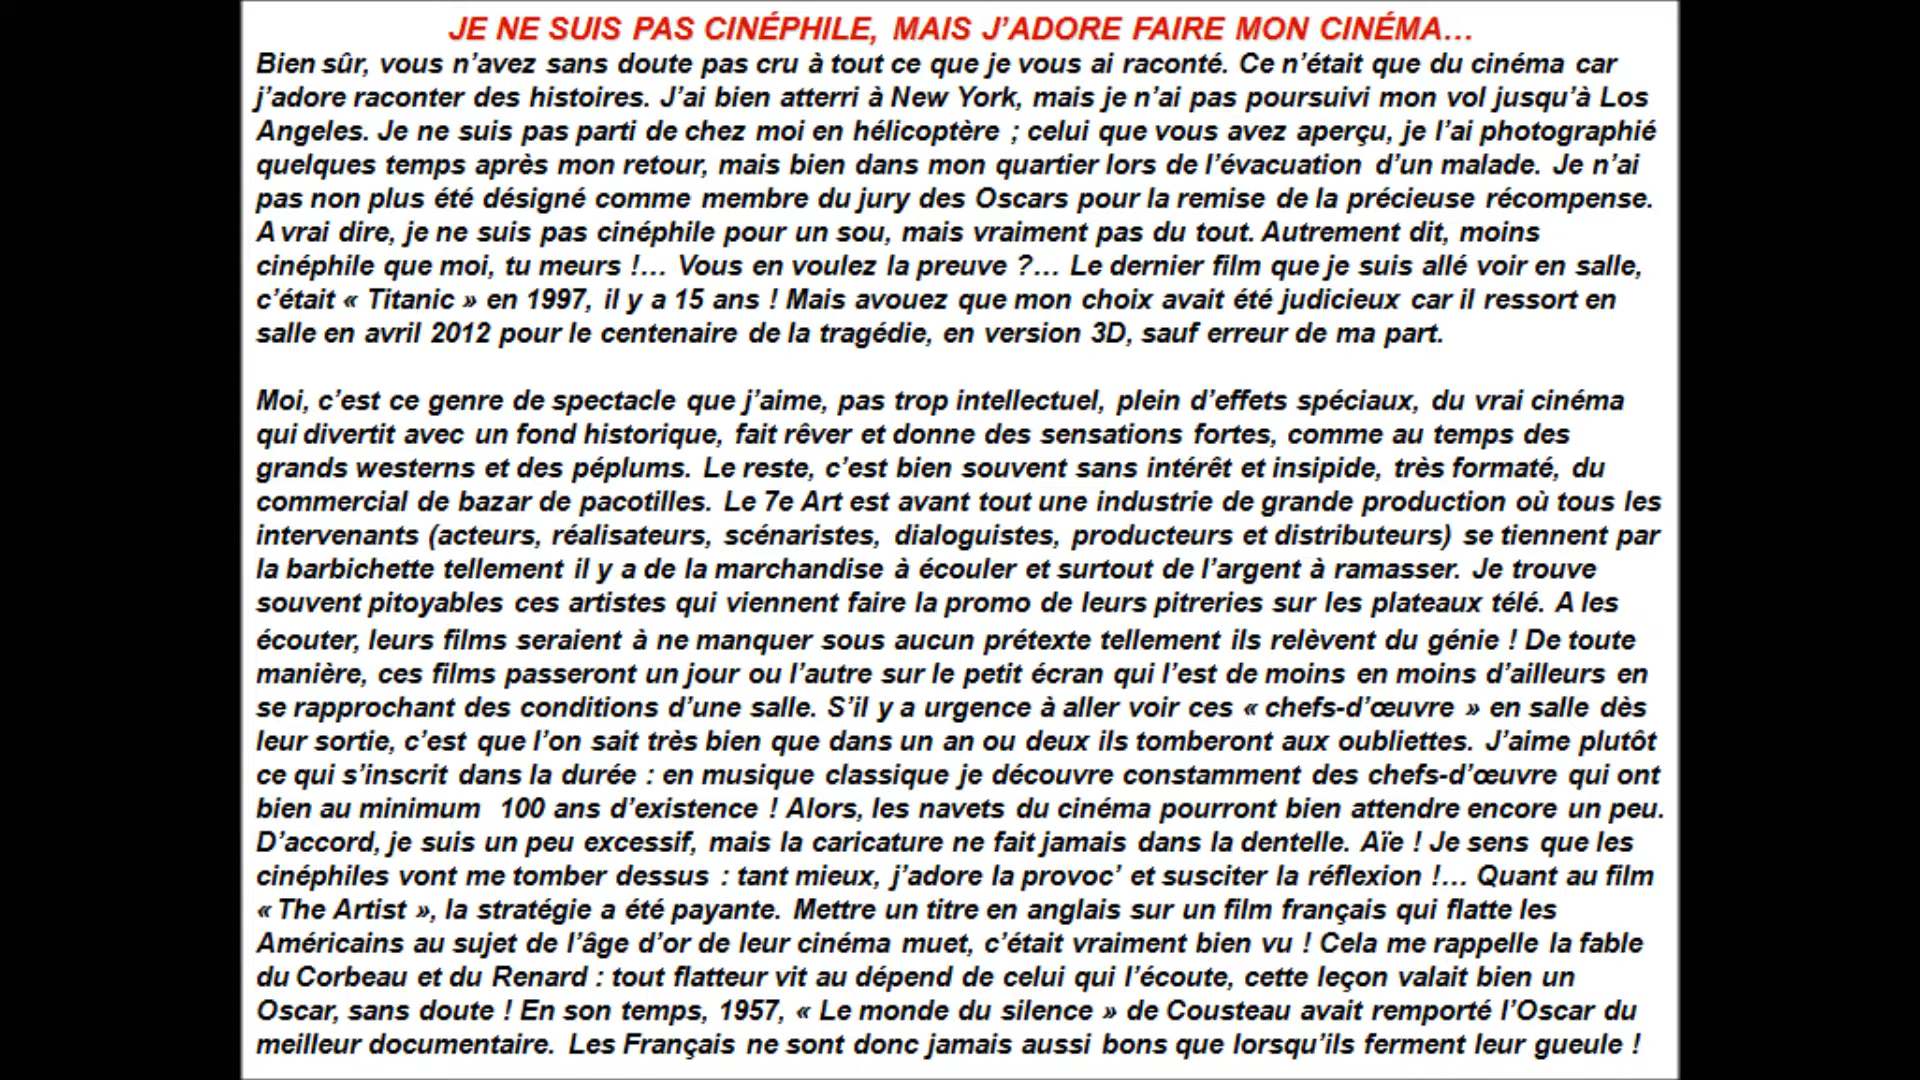 JE NE SUIS PAS CINÉPHILE, MAIS J’ADORE FAIRE MON CINÉMA…
Bien sûr, vous n’avez sans doute pas cru à tout ce que je vous ai raconté. Ce n’était que du cinéma car
j’adore raconter des histoires. J’ai bien atterri à New York, mais je n’ai pas poursuivi mon vol jusqu’à Los
Angeles. Je ne suis pas parti de chez moi en hélicoptère ; celui que vous avez aperçu, je l’ai photographié
quelques temps après mon retour, mais bien dans mon quartier lors de l’évacuation d’un malade. Je n’ai
pas non plus été désigné comme membre du jury des Oscars pour la remise de la précieuse récompense.
A vrai dire, je ne suis pas cinéphile pour un sou, mais vraiment pas du tout. Autrement dit, moins
cinéphile que moi, tu meurs !… Vous en voulez la preuve ?… Le dernier film que je suis allé voir en salle,
c’était « Titanic » en 1997, il y a 15 ans ! Mais avouez que mon choix avait été judicieux car il ressort en
salle en avril 2012 pour le centenaire de la tragédie, en version 3D, sauf erreur de ma part.
Moi, c’est ce genre de spectacle que j’aime, pas trop intellectuel, plein d’effets spéciaux, du vrai cinéma
qui divertit avec un fond historique, fait rêver et donne des sensations fortes, comme au temps des
grands westerns et des péplums. Le reste, c’est bien souvent sans intérêt et insipide, très formaté, du
commercial de bazar de pacotilles. Le 7e Art est avant tout une industrie de grande production où tous les
intervenants (acteurs, réalisateurs, scénaristes, dialoguistes, producteurs et distributeurs) se tiennent par
la barbichette tellement il y a de la marchandise à écouler et surtout de l’argent à ramasser. Je trouve
souvent pitoyables ces artistes qui viennent faire la promo de leurs pitreries sur les plateaux télé. A les
écouter, leurs films seraient à ne manquer sous aucun prétexte tellement ils relèvent du génie ! De toute
manière, ces films passeront un jour ou l’autre sur le petit écran qui l’est de moins en moins d’ailleurs en
se rapprochant des conditions d’une salle. S’il y a urgence à aller voir ces « chefs-d’œuvre » en salle dès
leur sortie, c’est que l’on sait très bien que dans un an ou deux ils tomberont aux oubliettes. J’aime plutôt
ce qui s’inscrit dans la durée : en musique classique je découvre constamment des chefs-d’œuvre qui ont
bien au minimum 100 ans d’existence ! Alors, les navets du cinéma pourront bien attendre encore un peu.
D’accord, je suis un peu excessif, mais la caricature ne fait jamais dans la dentelle. Aïe ! Je sens que les
cinéphiles vont me tomber dessus : tant mieux, j’adore la provoc’ et susciter la réflexion !… Quant au film
« The Artist », la stratégie a été payante. Mettre un titre en anglais sur un film français qui flatte les
Américains au sujet de l’âge d’or de leur cinéma muet, c’était vraiment bien vu ! Cela me rappelle la fable
du Corbeau et du Renard : tout flatteur vit au dépend de celui qui l’écoute, cette leçon valait bien un
Oscar, sans doute ! En son temps, 1957, « Le monde du silence » de Cousteau avait remporté l’Oscar du
meilleur documentaire. Les Français ne sont donc jamais aussi bons que lorsqu’ils ferment leur gueule !